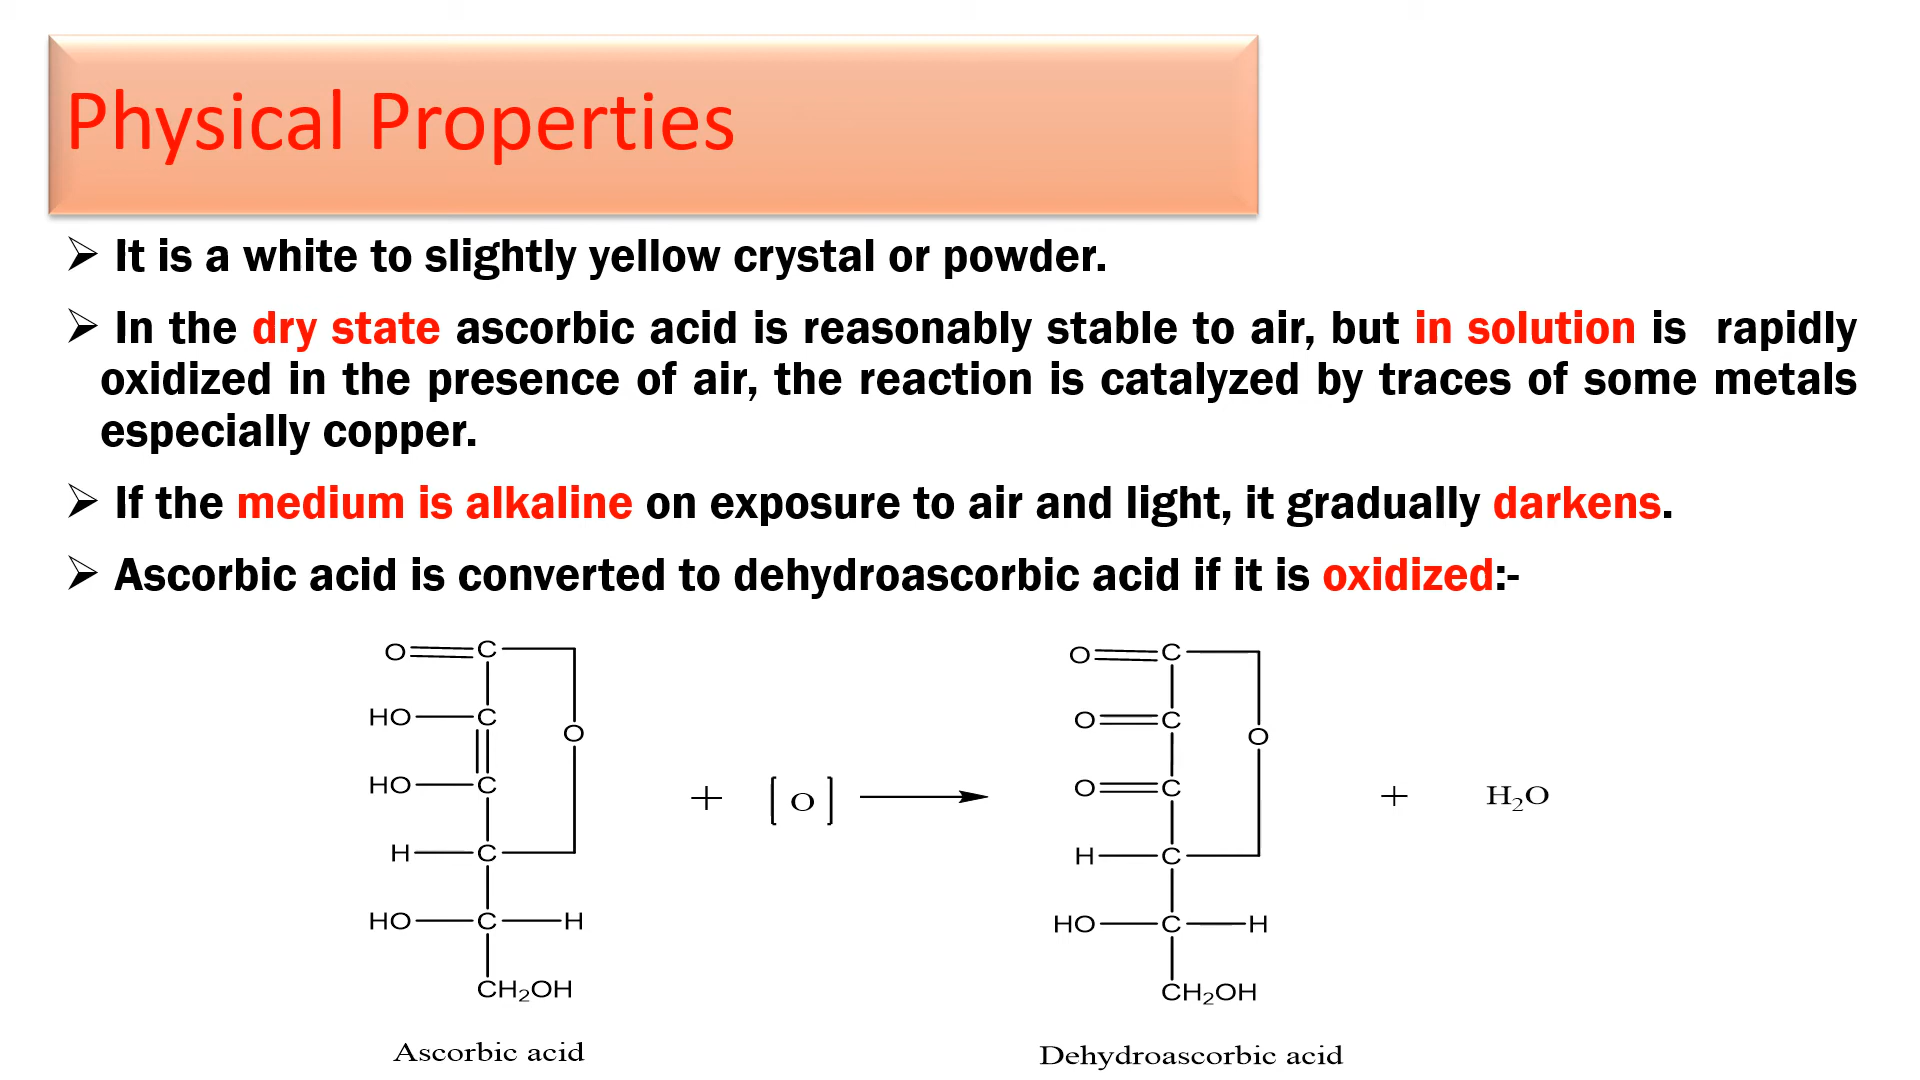 Physical Properties
➢ It is a white to slightly yellow crystal or powder.
➢ In the dry state ascorbic acid is reasonably stable to air, but in solution is rapidly
oxidized in the presence of air, the reaction is catalyzed by traces of some metals
especially copper.
➢ If the medium is alkaline on exposure to air and light, it gradually darkens.
➢ Ascorbic acid is converted to dehydroascorbic acid if it is oxidized:-
O C
HO C
O
HO C
H C
HO C H
CH₂OH
Ascorbic acid
+ [ O ]
O C
O C
O
O C
H C
HO C H
CH₂OH
Dehydroascorbic acid
+ H₂O